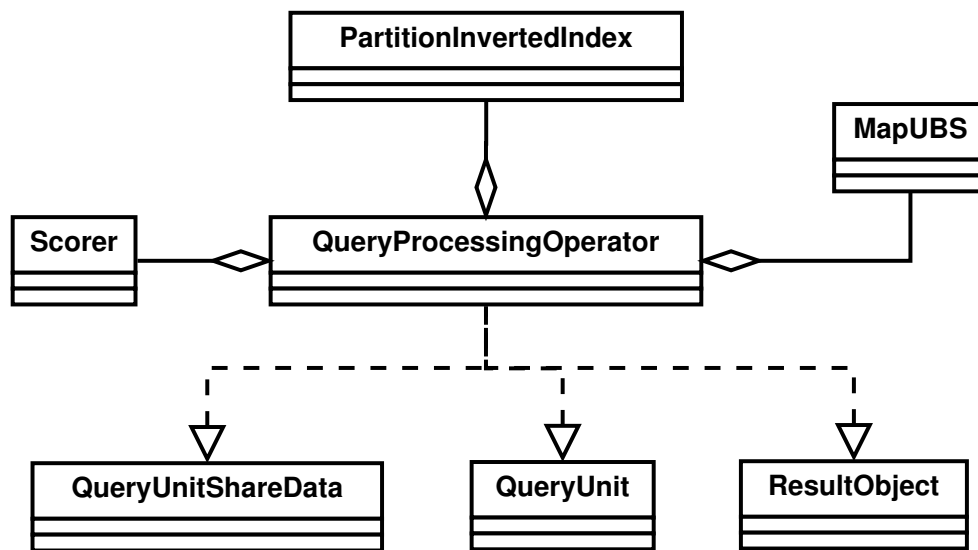 PartitionInvertedIndex
MapUBS
Scorer
QueryProcessingOperator
QueryUnitShareData
QueryUnit
ResultObject